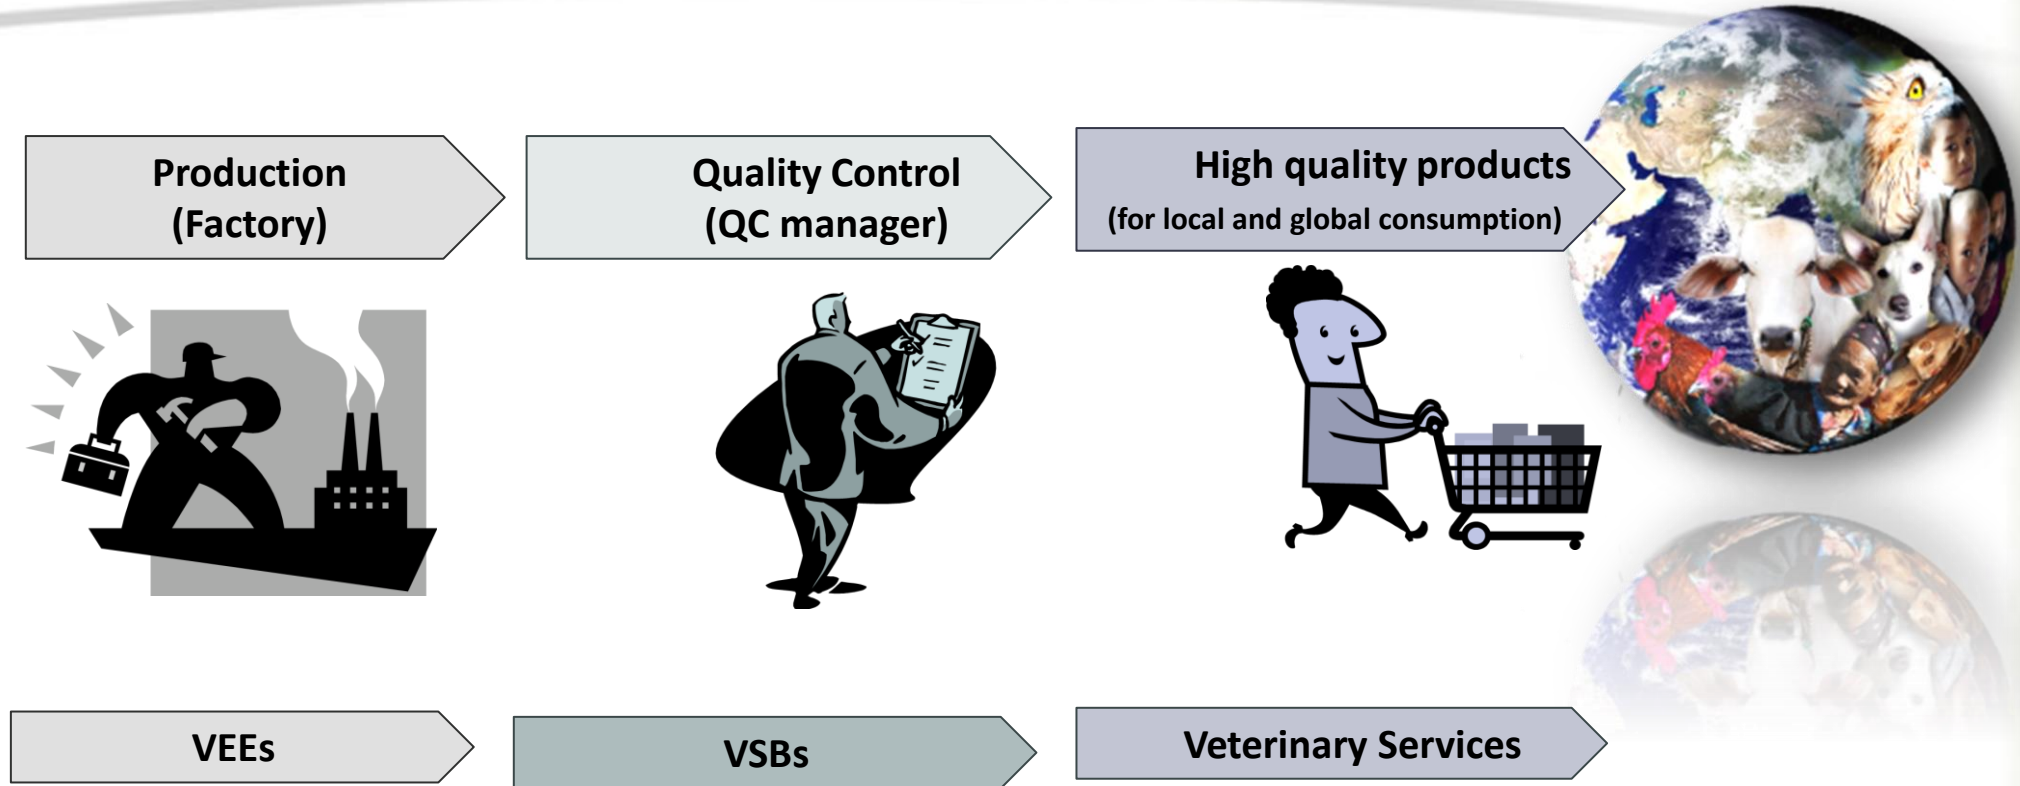 Production
(Factory)
Quality Control
(QC manager)
High quality products
(for local and global consumption)
VEEs
VSBs
Veterinary Services